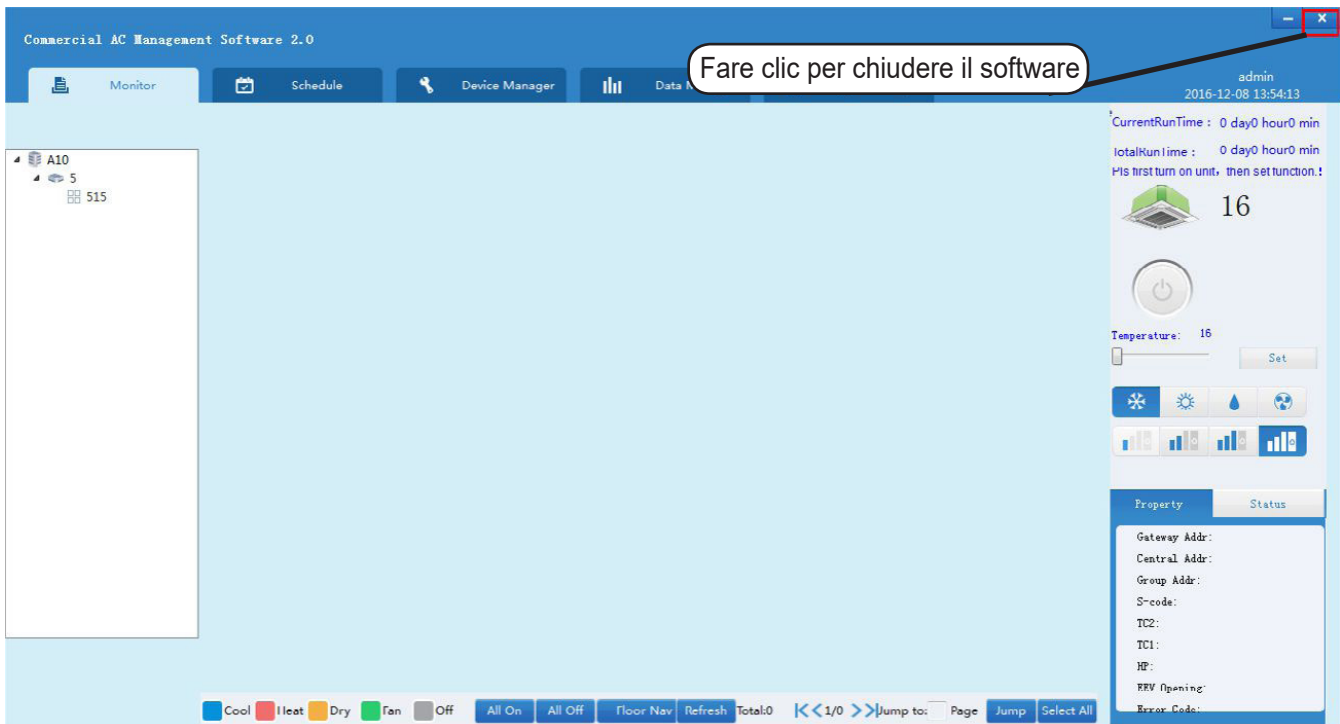 Commercial AC Management Software 2.0
Fare clic per chiudere il software
Monitor
Schedule
Device Manager
Data
admin
2016-12-08 13:54:13
CurrentRunTime : 0 day0 hour0 min
TotalRunTime : 0 day0 hour0 min
Pls first turn on unit, then set function.!
A10
5
515
16
Temperature: 16
Set
Property Status
Gateway Addr:
Central Addr:
Group Addr:
S-code:
TC2:
TC1:
HP:
EEV Opening:
Error Code:
Cool Heat Dry Fan Off All On All Off Floor Nav Refresh Total:0 1/0 Jump to: Page Jump Select All